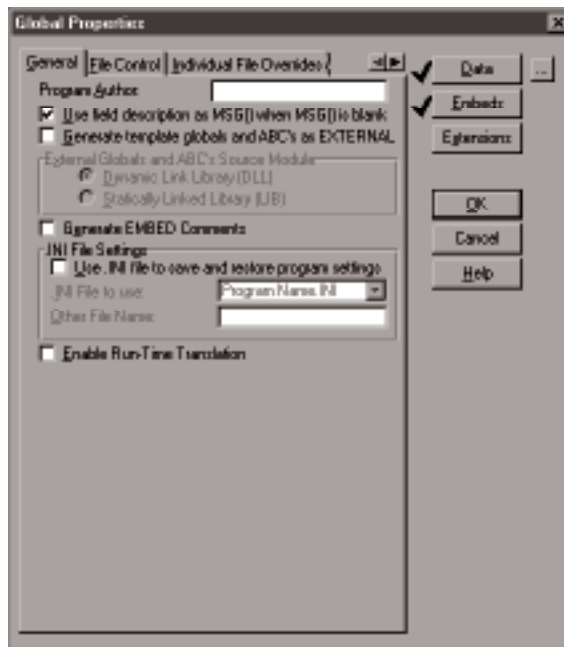 Global Properties
General File Control Individual File Overrides
Program Author:
Use field description as MSG() when MSG() is blank
Generate template globals and ABC's as EXTERNAL
External Globals and ABC's Source Module
Dynamic Link Library (DLL)
Statically Linked Library (LIB)
Generate EMBED Comments
.INI File Settings
Use .INI file to save and restore program settings
.INI File to use: Program Name.INI
Other File Name:
Enable Run-Time Translation
Data ...
Embeds
Extensions
OK
Cancel
Help